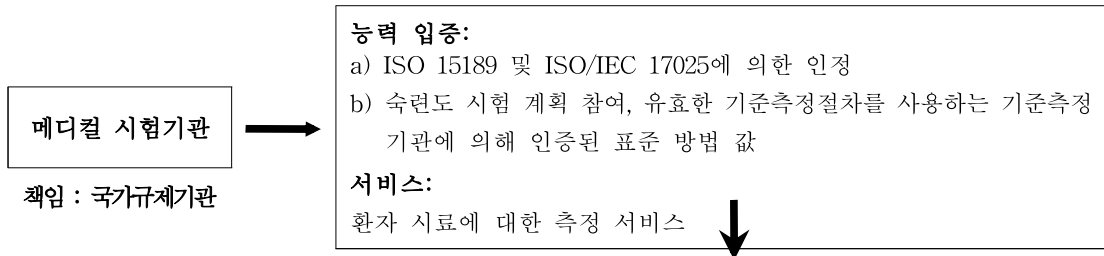 메디컬 시험기관
책임 : 국가규제기관
능력 입증:
a) ISO 15189 및 ISO/IEC 17025에 의한 인정
b) 숙련도 시험 계획 참여, 유효한 기준측정절차를 사용하는 기준측정
기관에 의해 인증된 표준 방법 값
서비스:
환자 시료에 대한 측정 서비스